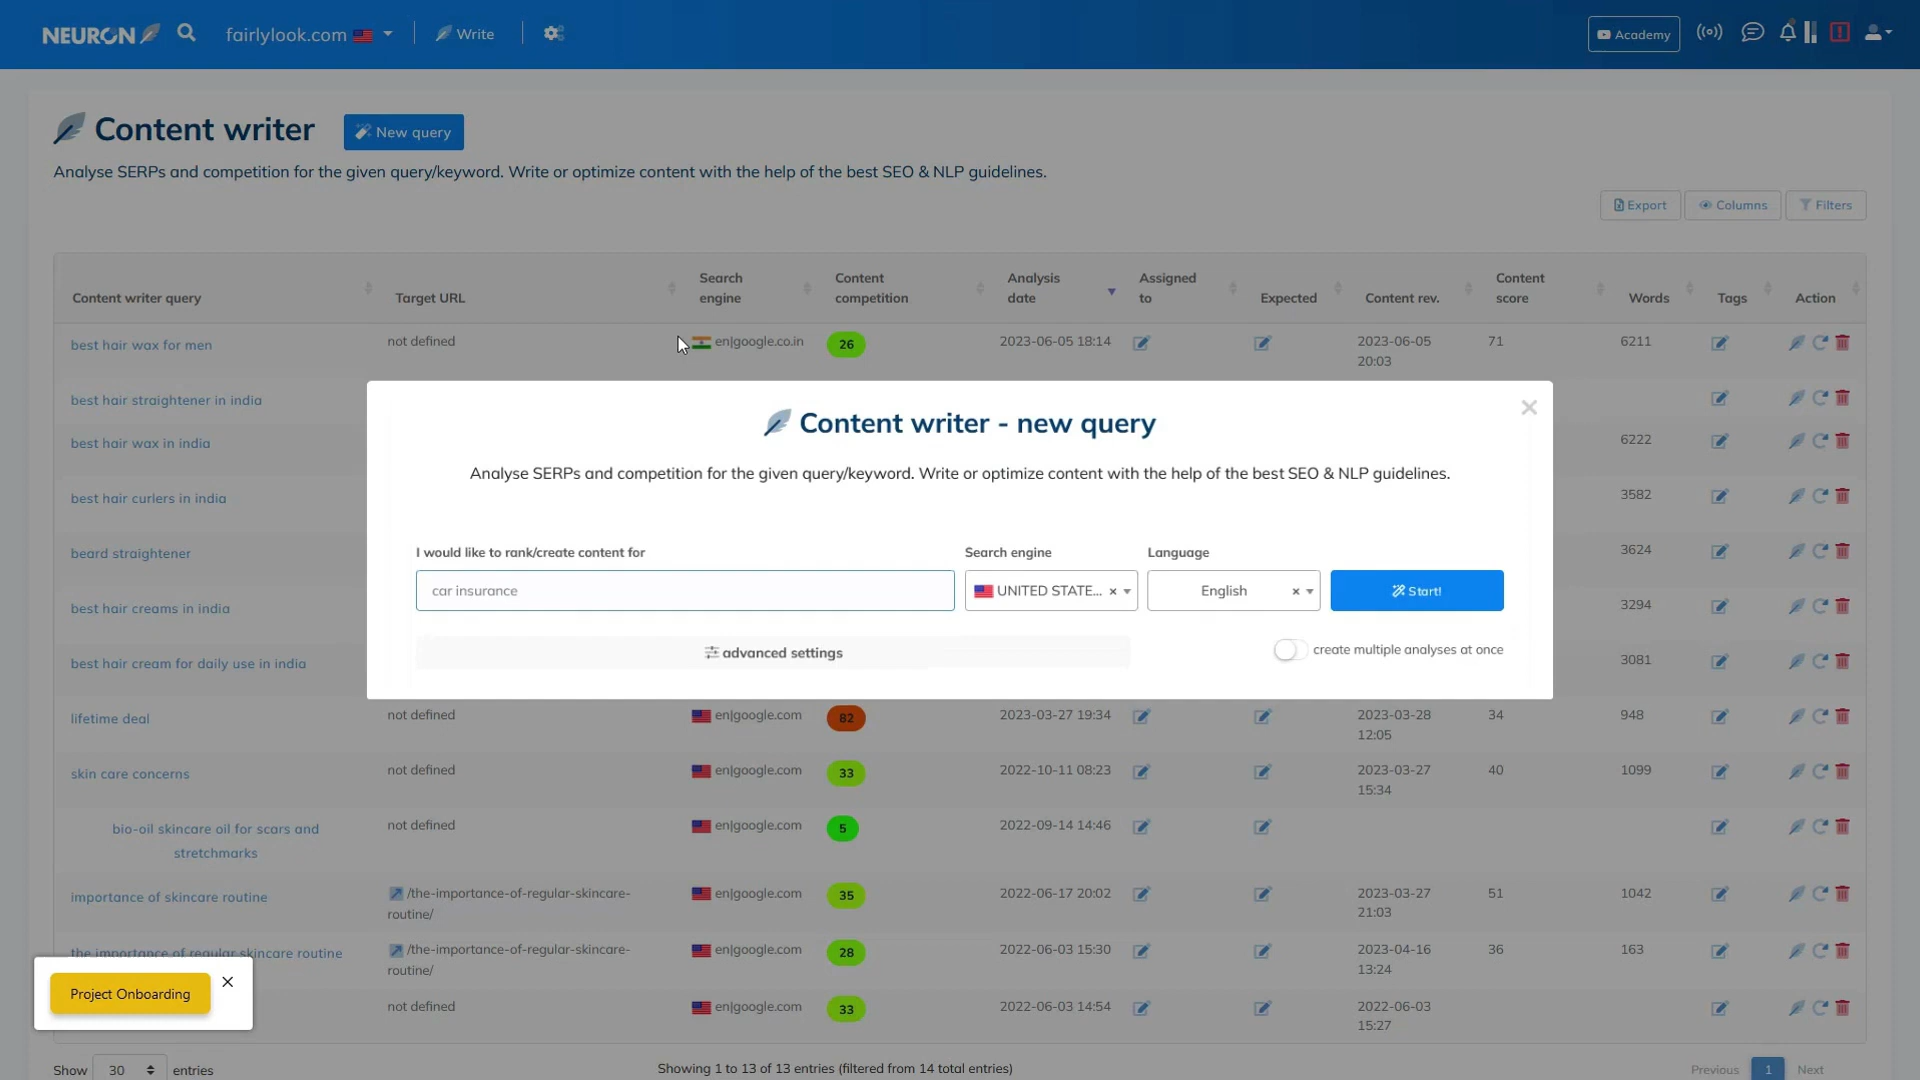 NEURON
fairlylook.com
Write
Academy
Content writer
New query
Analyse SERPs and competition for the given query/keyword. Write or optimize content with the help of the best SEO & NLP guidelines.
Export
Columns
Filters
Content writer query
Target URL
Search engine
Content competition
Analysis date
Assigned to
Expected
Content rev.
Content score
Words
Tags
Action
best hair wax for men
not defined
en|google.co.in
26
2023-06-05 18:14
2023-06-05 20:03
71
6211
best hair straightener in india
best hair wax in india
6222
best hair curlers in india
3582
beard straightener
3624
best hair creams in india
3294
best hair cream for daily use in india
3081
Content writer - new query
Analyse SERPs and competition for the given query/keyword. Write or optimize content with the help of the best SEO & NLP guidelines.
I would like to rank/create content for
Search engine
Language
car insurance
UNITED STATE...
English
Start!
advanced settings
create multiple analyses at once
lifetime deal
not defined
en|google.com
82
2023-03-27 19:34
2023-03-28 12:05
34
948
skin care concerns
not defined
en|google.com
33
2022-10-11 08:23
2023-03-27 15:34
40
1099
bio-oil skincare oil for scars and stretchmarks
not defined
en|google.com
5
2022-09-14 14:46
importance of skincare routine
/the-importance-of-regular-skincare-routine/
en|google.com
35
2022-06-17 20:02
2023-03-27 21:03
51
1042
the importance of regular skincare routine
/the-importance-of-regular-skincare-routine/
en|google.com
28
2022-06-03 15:30
2023-04-16 13:24
36
163
not defined
en|google.com
33
2022-06-03 14:54
2022-06-03 15:27
Project Onboarding
Show 30 entries
Showing 1 to 13 of 13 entries (filtered from 14 total entries)
Previous
1
Next